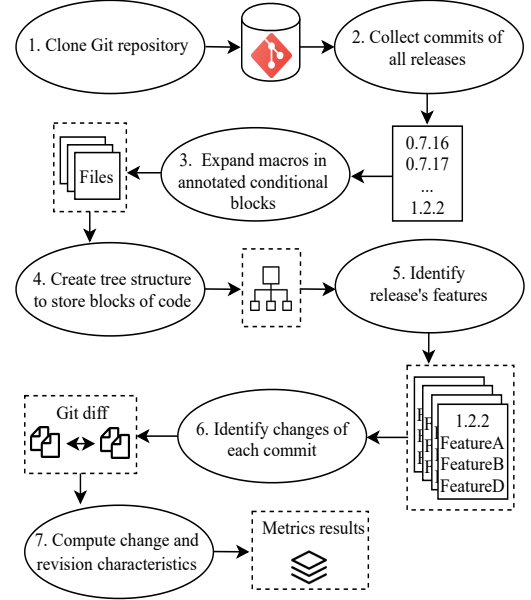 1. Clone Git repository
2. Collect commits of
all releases
0.7.16
0.7.17
...
1.2.2
3. Expand macros in
annotated conditional
blocks
Files
4. Create tree structure
to store blocks of code
5. Identify
release's features
1.2.2
FeatureA
FeatureB
FeatureD
6. Identify changes of
each commit
Git diff
7. Compute change and
revision characteristics
Metrics results